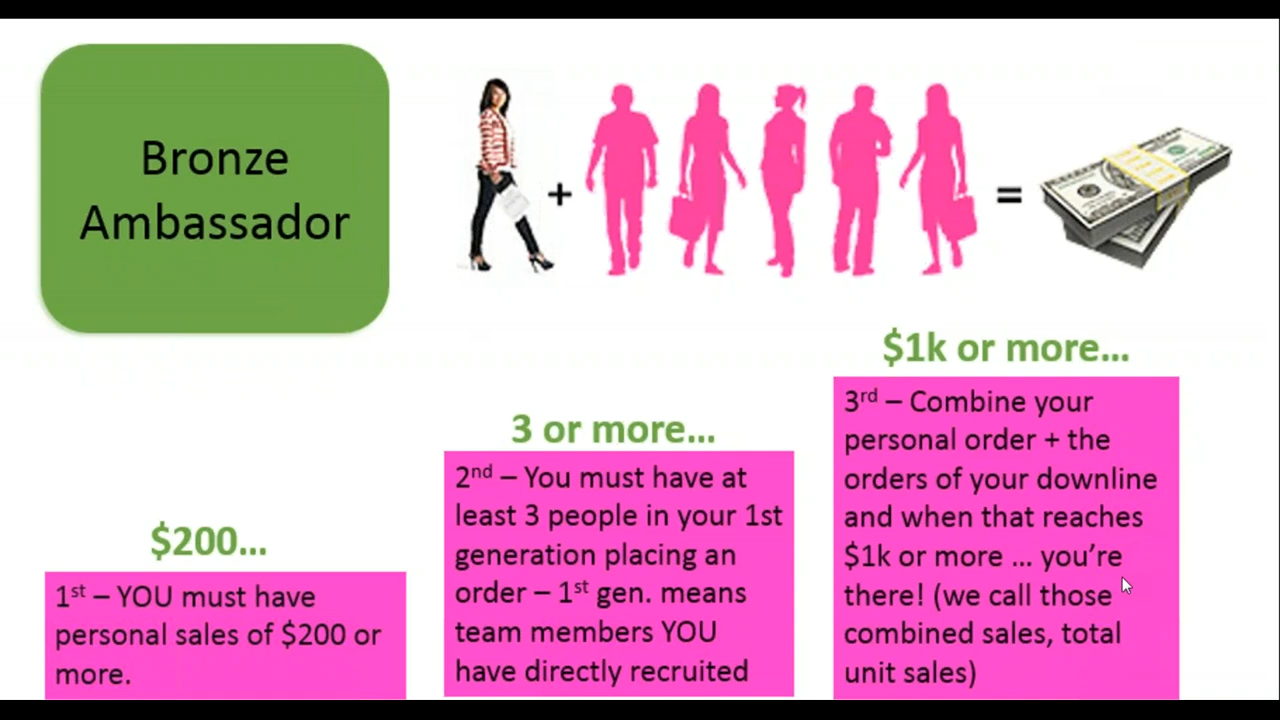 Bronze
Ambassador
+
=
$200…
1st – YOU must have
personal sales of $200 or
more.
3 or more…
2nd – You must have at
least 3 people in your 1st
generation placing an
order – 1st gen. means
team members YOU
have directly recruited
$1k or more…
3rd – Combine your
personal order + the
orders of your downline
and when that reaches
$1k or more … you’re
there! (we call those
combined sales, total
unit sales)